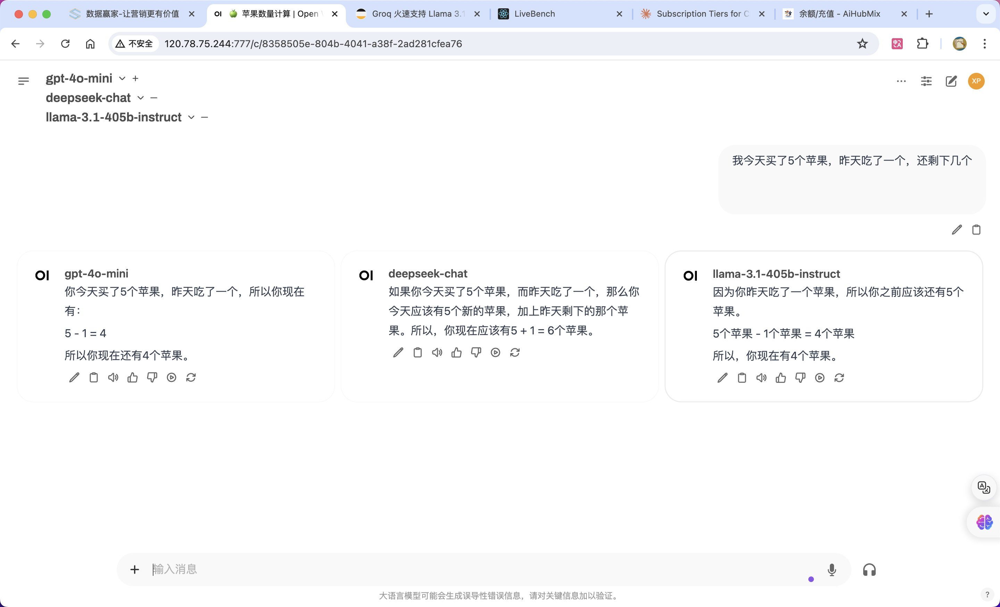 数据赢家-让营销更有价值
OI 苹果数量计算 | Open
Groq 火速支持 Llama 3.1
LiveBench
Subscription Tiers for C
余额/充值 - AiHubMix
不安全
120.78.75.244:777/c/8358505e-804b-4041-a38f-2ad281cfea76
gpt-4o-mini
deepseek-chat
llama-3.1-405b-instruct
XP
我今天买了5个苹果，昨天吃了一个，还剩下几个
OI
gpt-4o-mini
你今天买了5个苹果，昨天吃了一个，所以你现在
有：
5 - 1 = 4
所以你现在还有4个苹果。
OI
deepseek-chat
如果你今天买了5个苹果，而昨天吃了一个，那么你
今天应该有5个新的苹果，加上昨天剩下的那个苹
果。所以，你现在应该有5 + 1 = 6个苹果。
OI
llama-3.1-405b-instruct
因为你昨天吃了一个苹果，所以你之前应该还有5个
苹果。
5个苹果 - 1个苹果 = 4个苹果
所以，你现在有4个苹果。
输入消息
大语言模型可能会生成误导性错误信息，请对关键信息加以验证。
?